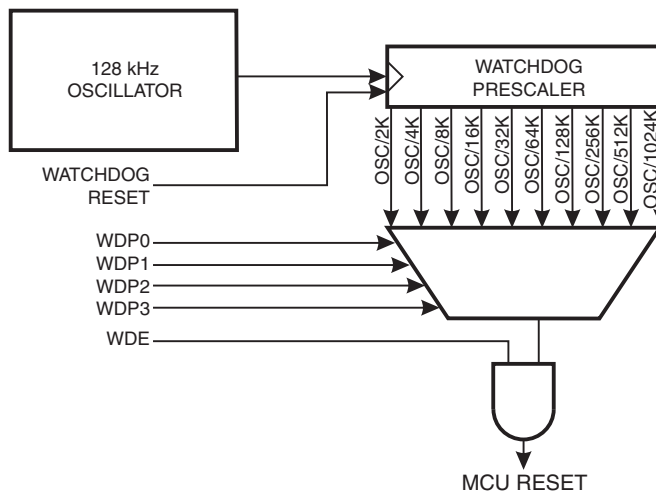 128 kHz
OSCILLATOR
WATCHDOG
PRESCALER
OSC/2K
OSC/4K
OSC/8K
OSC/16K
OSC/32K
OSC/64K
OSC/128K
OSC/256K
OSC/512K
OSC/1024K
WATCHDOG
RESET
WDP0
WDP1
WDP2
WDP3
WDE
MCU RESET